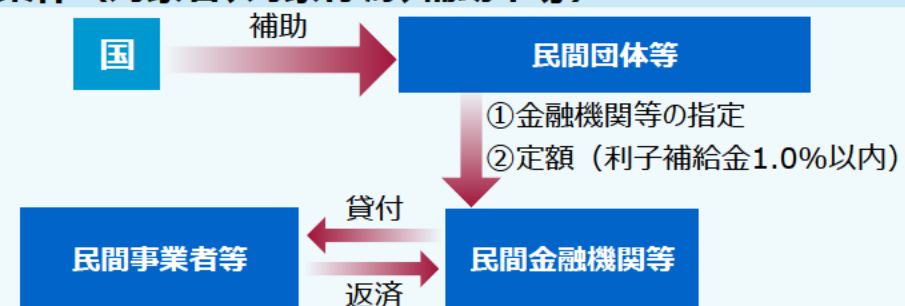 補助
国
民間団体等
①金融機関等の指定
②定額（利子補給金1.0%以内）
貸付
民間事業者等
民間金融機関等
返済